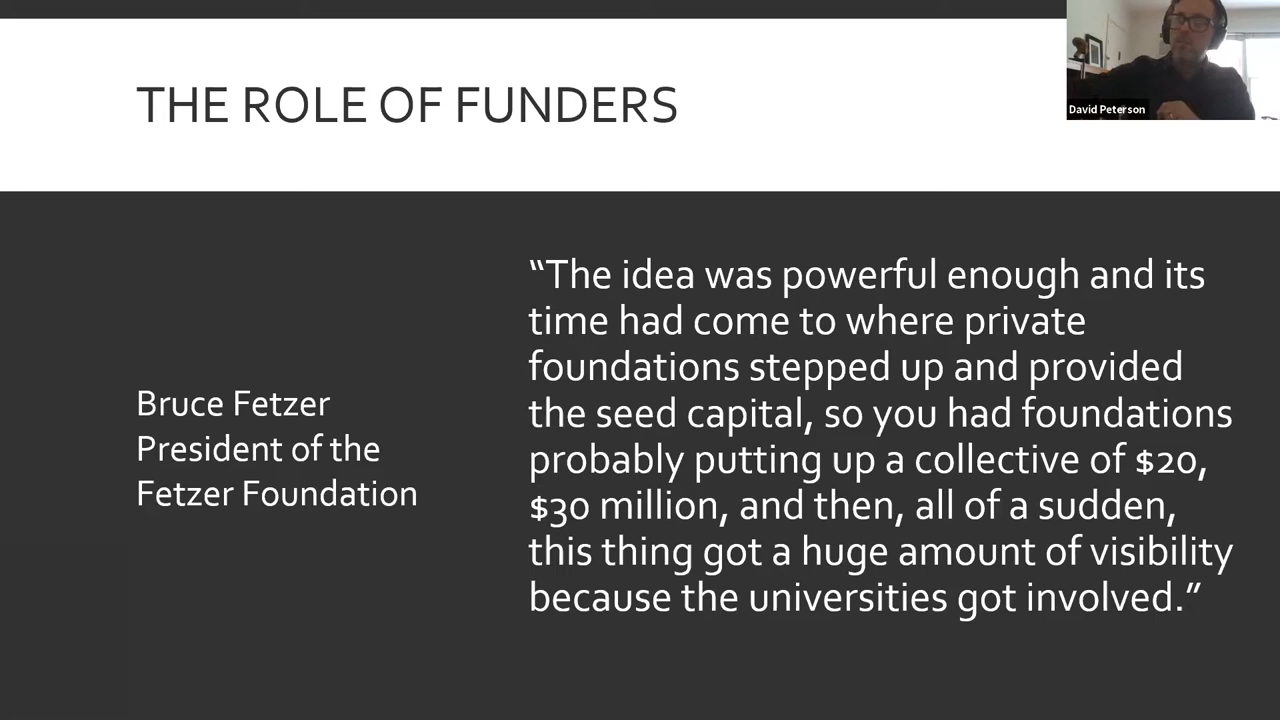 THE ROLE OF FUNDERS
David Peterson
Bruce Fetzer
President of the
Fetzer Foundation
“The idea was powerful enough and its
time had come to where private
foundations stepped up and provided
the seed capital, so you had foundations
probably putting up a collective of $20,
$30 million, and then, all of a sudden,
this thing got a huge amount of visibility
because the universities got involved.”